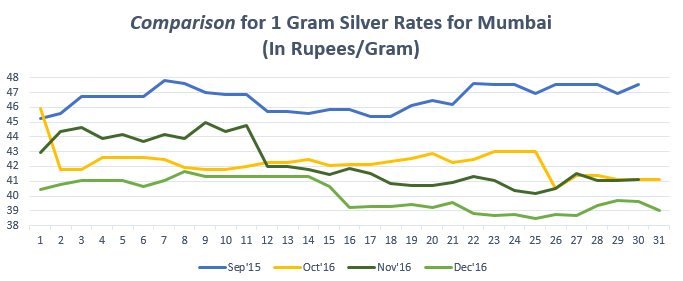 Comparison for 1 Gram Silver Rates for Mumbai
(In Rupees/Gram)
48
47
46
45
44
43
42
41
40
39
38
1 2 3 4 5 6 7 8 9 10 11 12 13 14 15 16 17 18 19 20 21 22 23 24 25 26 27 28 29 30 31
Sep'15 Oct'16 Nov'16 Dec'16